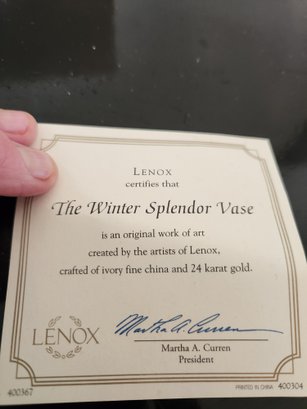 LENOX
certifies that
The Winter Splendor Vase
is an original work of art
created by the artists of Lenox,
crafted of ivory fine china and 24 karat gold.
LENOX
Martha A. Curren
Martha A. Curren
President
400367
PRINTED IN CHINA 400304